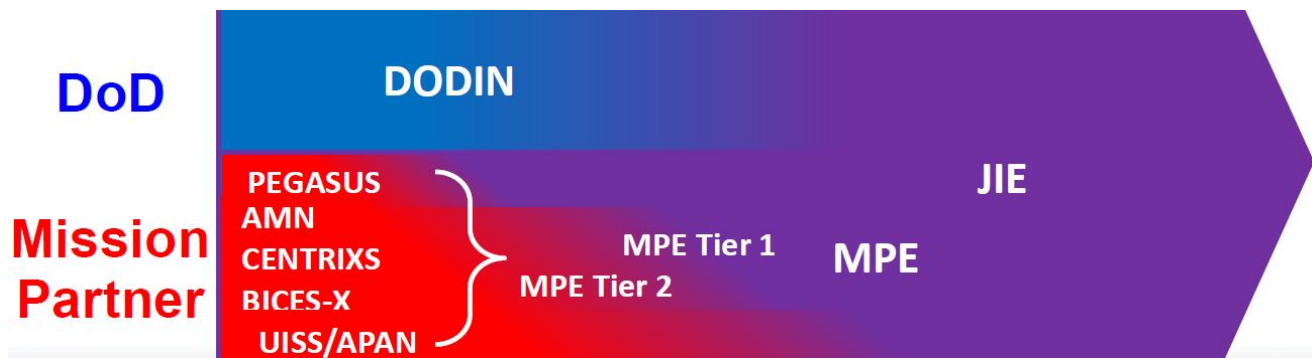 DoD
DODIN
Mission
Partner
PEGASUS
AMN
CENTRIXS
BICES-X
UISS/APAN
MPE Tier 1
MPE Tier 2
MPE
JIE